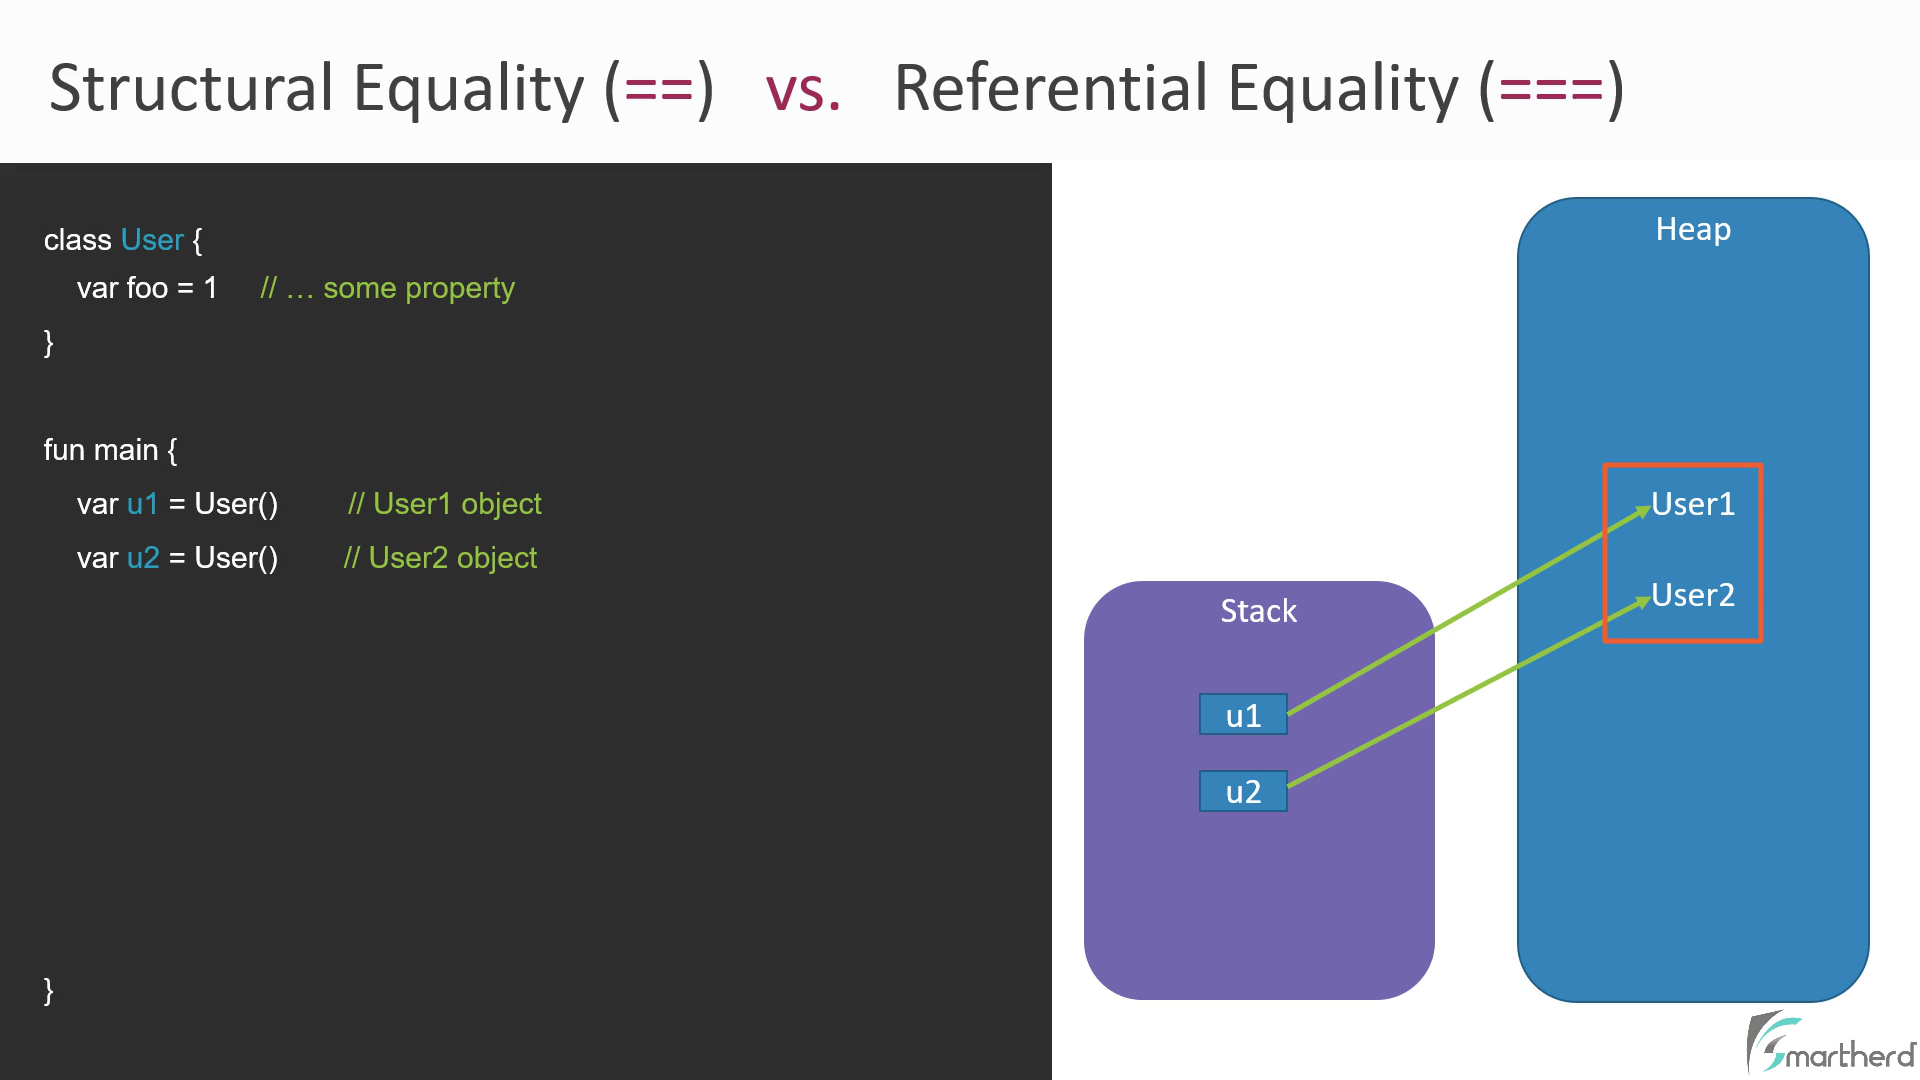 Structural Equality (==) vs. Referential Equality (===)
class User {
var foo = 1 // … some property
}
fun main {
var u1 = User() // User1 object
var u2 = User() // User2 object
}
Stack
u1
u2
Heap
User1
User2
Smartherd